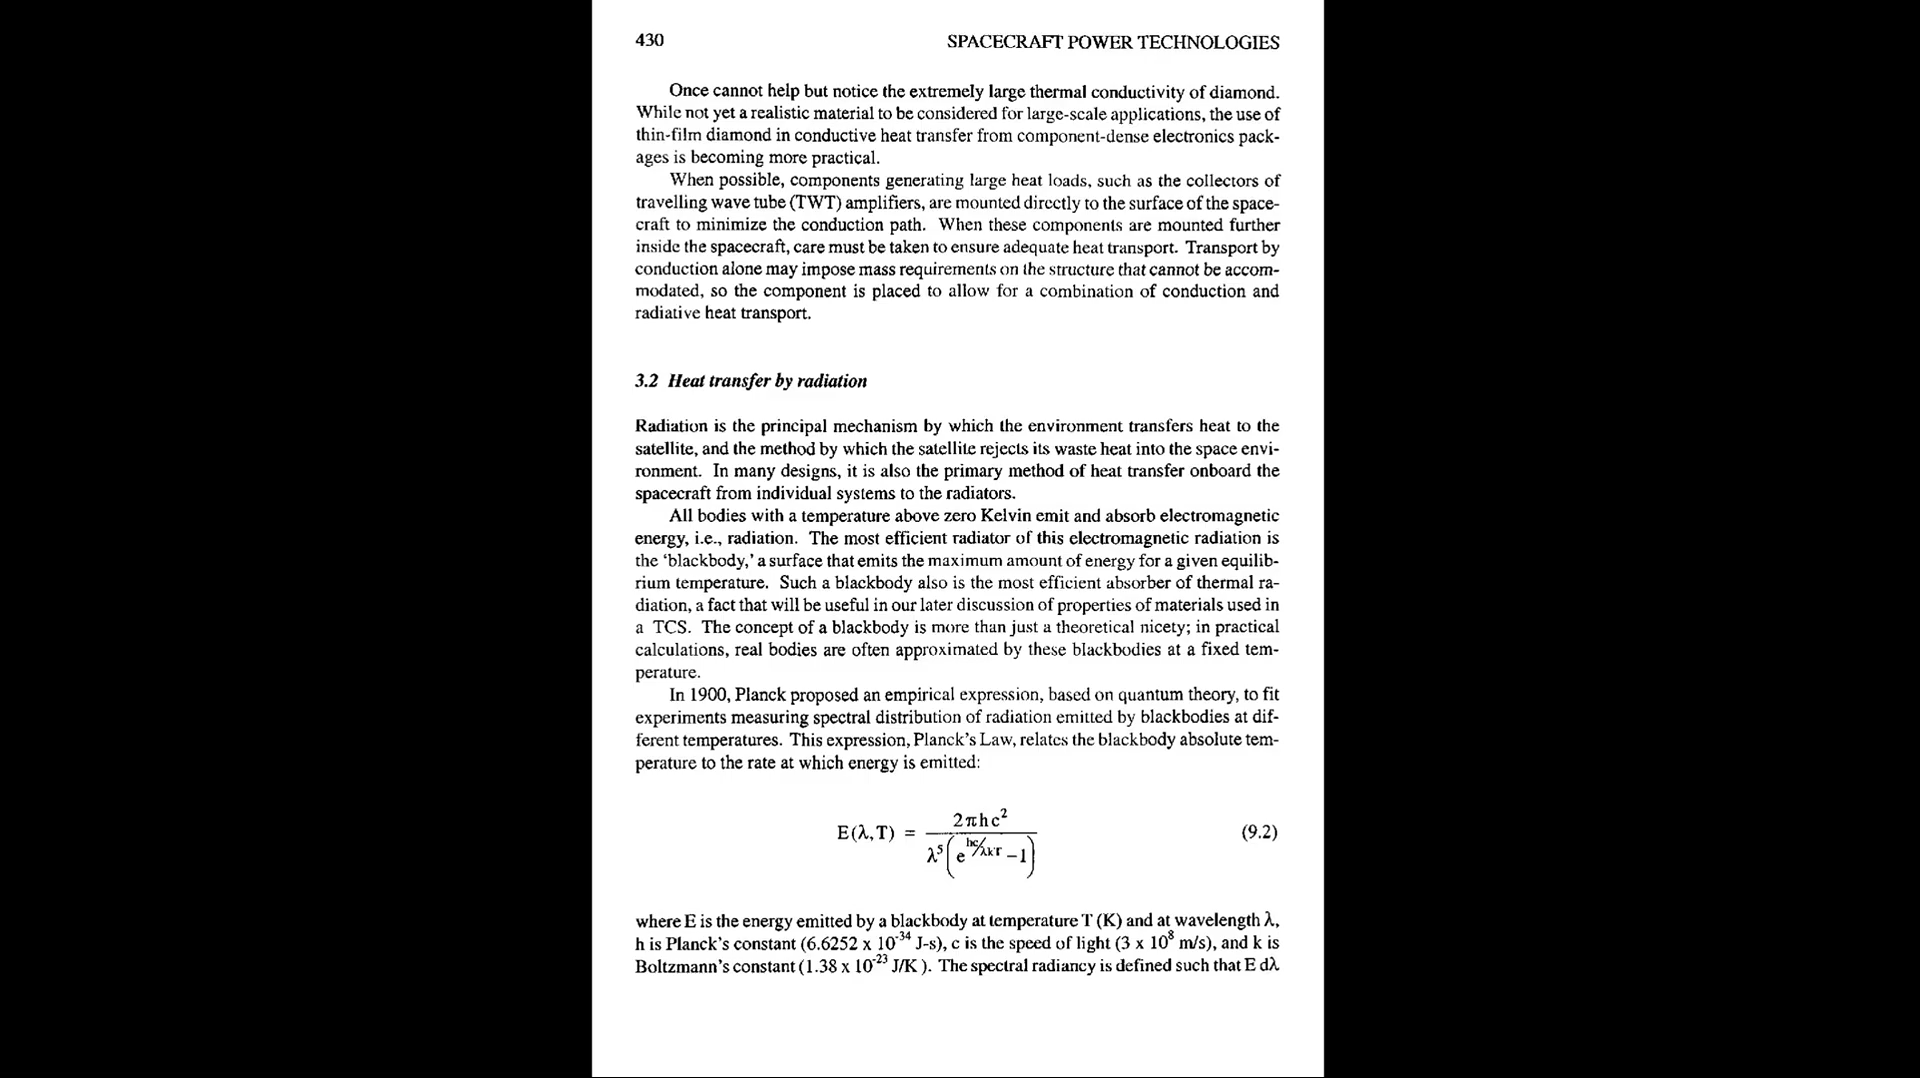 430 SPACECRAFT POWER TECHNOLOGIES
Once cannot help but notice the extremely large thermal conductivity of diamond.
While not yet a realistic material to be considered for large-scale applications, the use of
thin-film diamond in conductive heat transfer from component-dense electronics pack-
ages is becoming more practical.
When possible, components generating large heat loads, such as the collectors of
travelling wave tube (TWT) amplifiers, are mounted directly to the surface of the space-
craft to minimize the conduction path. When these components are mounted further
inside the spacecraft, care must be taken to ensure adequate heat transport. Transport by
conduction alone may impose mass requirements on the structure that cannot be accom-
modated, so the component is placed to allow for a combination of conduction and
radiative heat transport.
3.2 Heat transfer by radiation
Radiation is the principal mechanism by which the environment transfers heat to the
satellite, and the method by which the satellite rejects its waste heat into the space envi-
ronment. In many designs, it is also the primary method of heat transfer onboard the
spacecraft from individual systems to the radiators.
All bodies with a temperature above zero Kelvin emit and absorb electromagnetic
energy, i.e., radiation. The most efficient radiator of this electromagnetic radiation is
the ‘blackbody,’ a surface that emits the maximum amount of energy for a given equilib-
rium temperature. Such a blackbody also is the most efficient absorber of thermal ra-
diation, a fact that will be useful in our later discussion of properties of materials used in
a TCS. The concept of a blackbody is more than just a theoretical nicety; in practical
calculations, real bodies are often approximated by these blackbodies at a fixed tem-
perature.
In 1900, Planck proposed an empirical expression, based on quantum theory, to fit
experiments measuring spectral distribution of radiation emitted by blackbodies at dif-
ferent temperatures. This expression, Planck's Law, relates the blackbody absolute tem-
perature to the rate at which energy is emitted:
E(λ,T) = 2πhc² / λ⁵(e^(hc/λkT) −1) (9.2)
where E is the energy emitted by a blackbody at temperature T (K) and at wavelength λ,
h is Planck's constant (6.6252 x 10⁻³⁴ J-s), c is the speed of light (3 x 10⁸ m/s), and k is
Boltzmann's constant (1.38 x 10⁻²³ J/K ). The spectral radiancy is defined such that E dλ